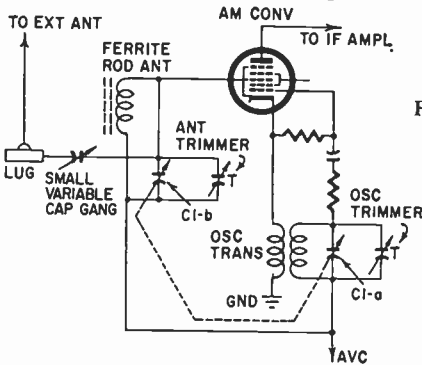 TO EXT ANT
AM CONV
TO IF AMPL.
FERRITE
ROD ANT
F
ANT
TRIMMER
LUG
SMALL
VARIABLE
CAP GANG
T
C1-b
OSC
TRIMMER
OSC
TRANS
T
C1-a
GND
AVC